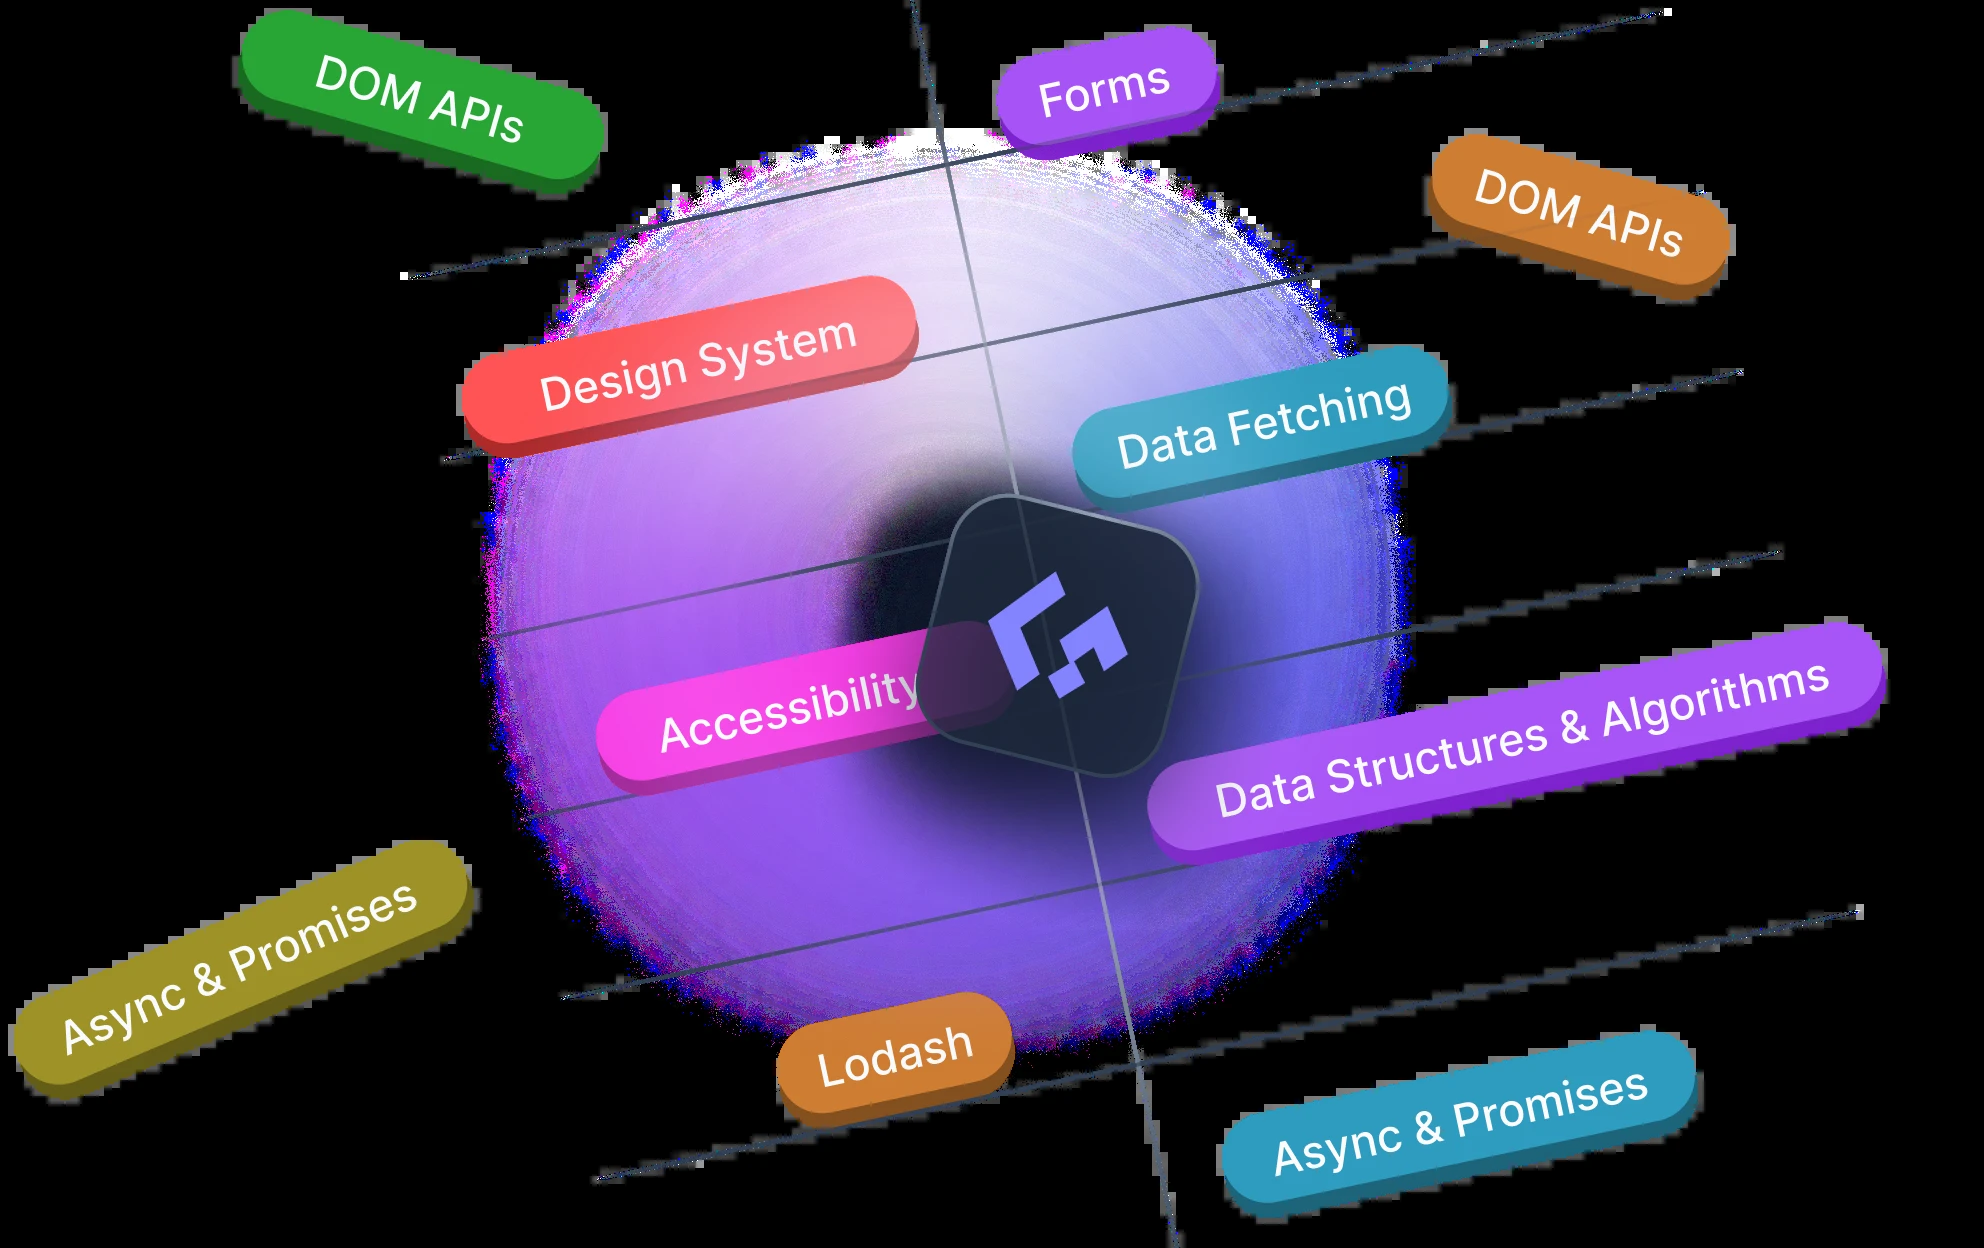 DOM APIs
Forms
DOM APIs
Design System
Data Fetching
Accessibility
Data Structures & Algorithms
Async & Promises
Lodash
Async & Promises